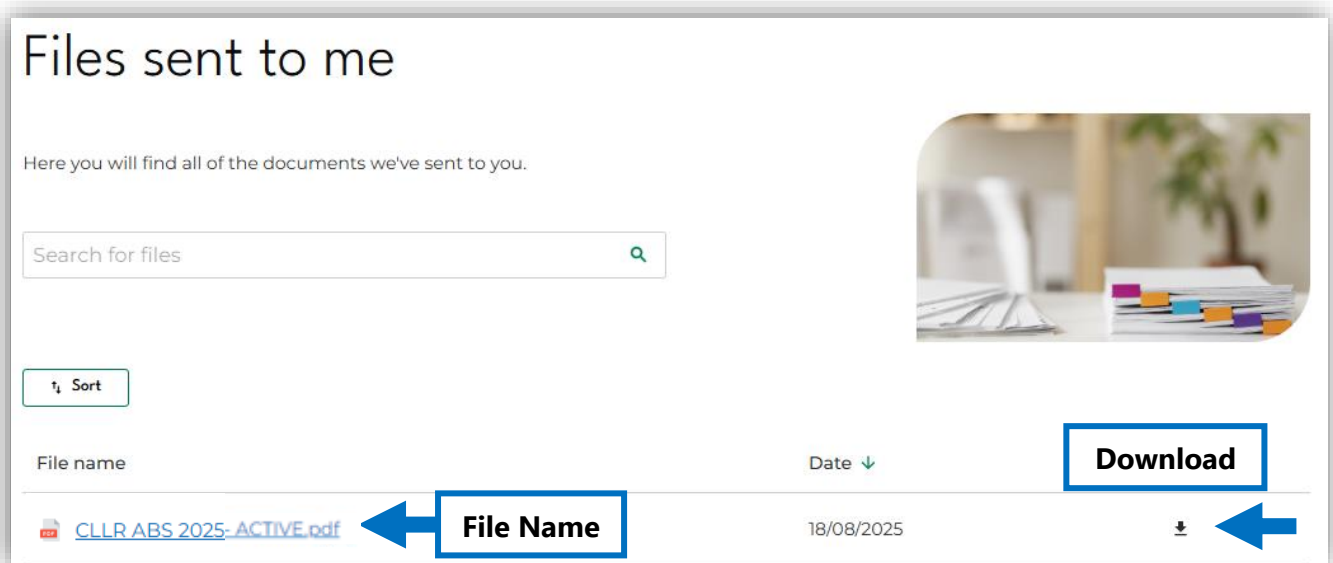 Files sent to me
Here you will find all of the documents we've sent to you.
Search for files
Sort
File name
Date
Download
PDF
CLLR ABS 2025- ACTIVE.pdf
File Name
18/08/2025